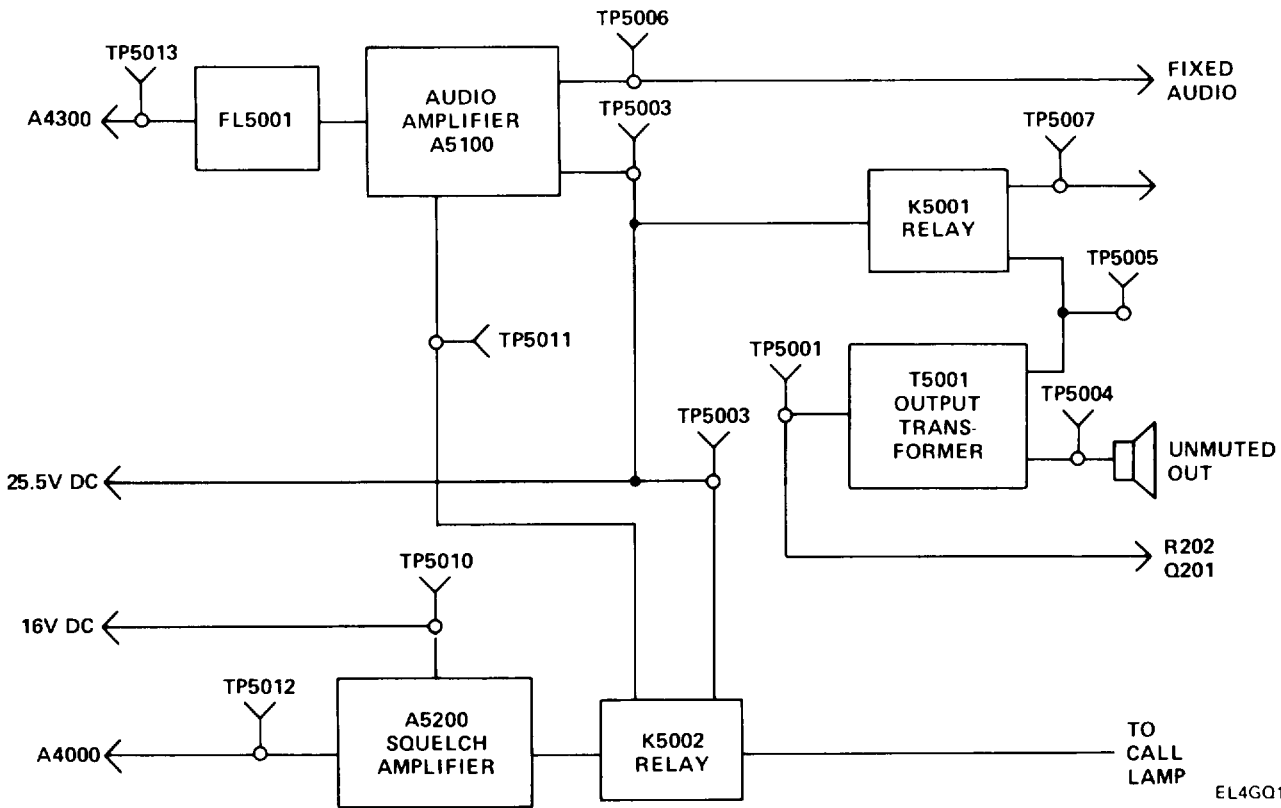 TP5006
TP5013
FIXED
AUDIO
A4300
FL5001
AUDIO
AMPLIFIER
A5100
TP5003
TP5007
K5001
RELAY
TP5005
TP5011
TP5001
T5001
OUTPUT
TRANS-
FORMER
TP5004
UNMUTED
OUT
TP5003
25.5V DC
R202
Q201
TP5010
16V DC
TP5012
A4000
A5200
SQUELCH
AMPLIFIER
K5002
RELAY
TO
CALL
LAMP